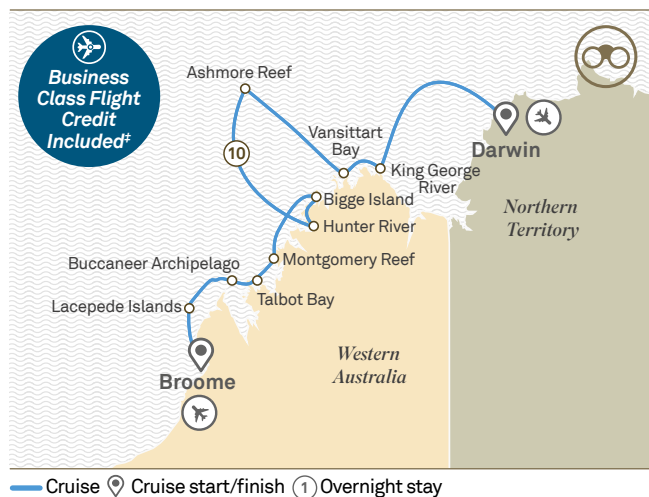 Business
Class Flight
Credit
Included‡
Ashmore Reef
Vansittart
Bay
10
King George
River
Darwin
Bigge Island
Northern
Territory
Hunter River
Montgomery Reef
Buccaneer Archipelago
Talbot Bay
Lacepede Islands
Western
Australia
Broome
Cruise Cruise start/finish 1 Overnight stay